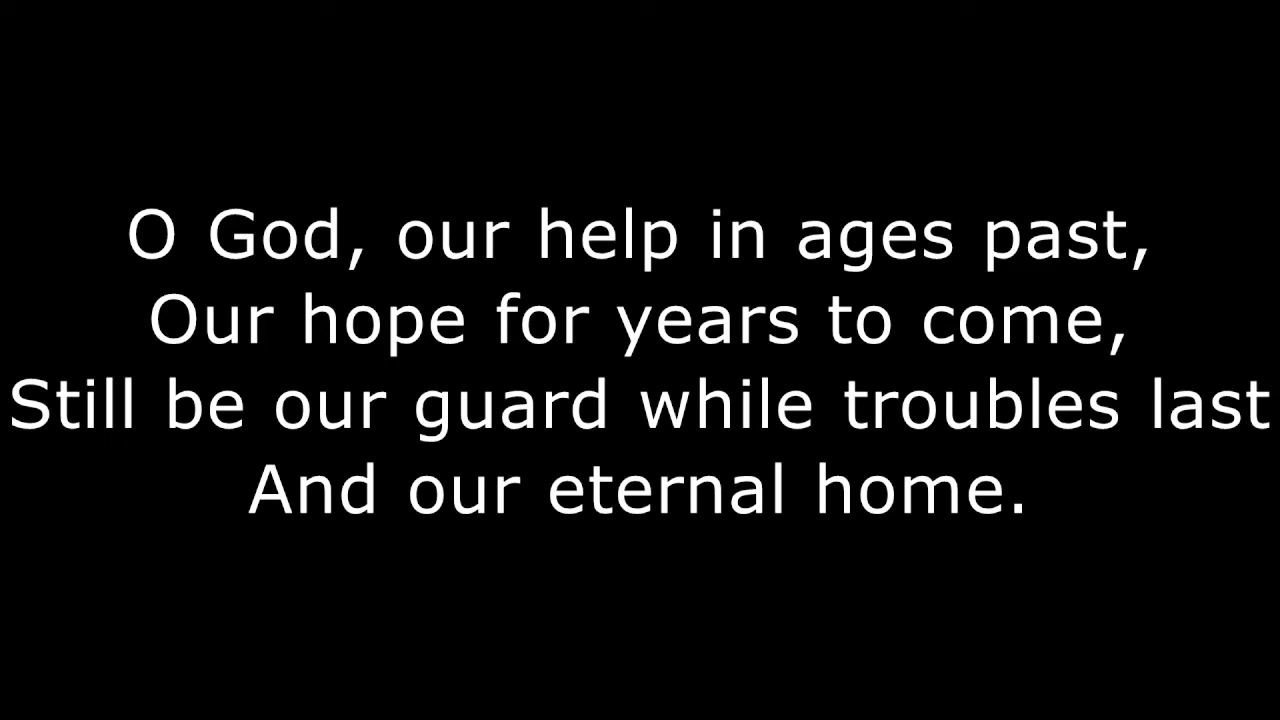 O God, our help in ages past,
Our hope for years to come,
Still be our guard while troubles last
And our eternal home.